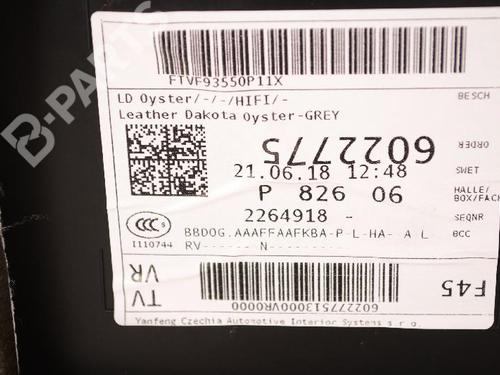 FTVF93550P11X
LD Oyster/-/-/HIFI/-
BESCH
Leather Dakota Oyster-GREY
6022775
ORDER
21.06.18 12:48
SWET
P 826 06
HALLE/
BOX/FACH
2264918 -
SEQNR
BBDOG.AAAFFAAFKBA-P-L-HA- A L
BCC
RV------ N---------
CCC
S
I110744
TV
VR
F45
602277513000VR0000
Yanfeng Czechia Automotive Interior Systems s.r.o.
B-PARTS